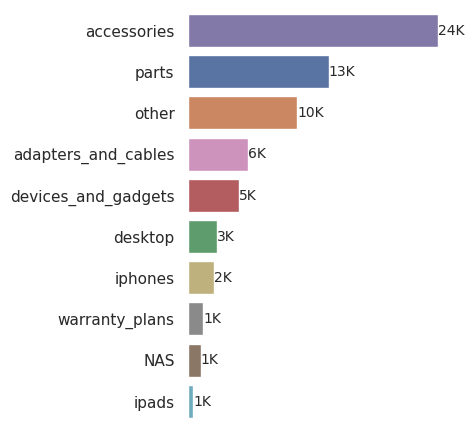 accessories 24K
parts 13K
other 10K
adapters_and_cables 6K
devices_and_gadgets 5K
desktop 3K
iphones 2K
warranty_plans 1K
NAS 1K
ipads 1K